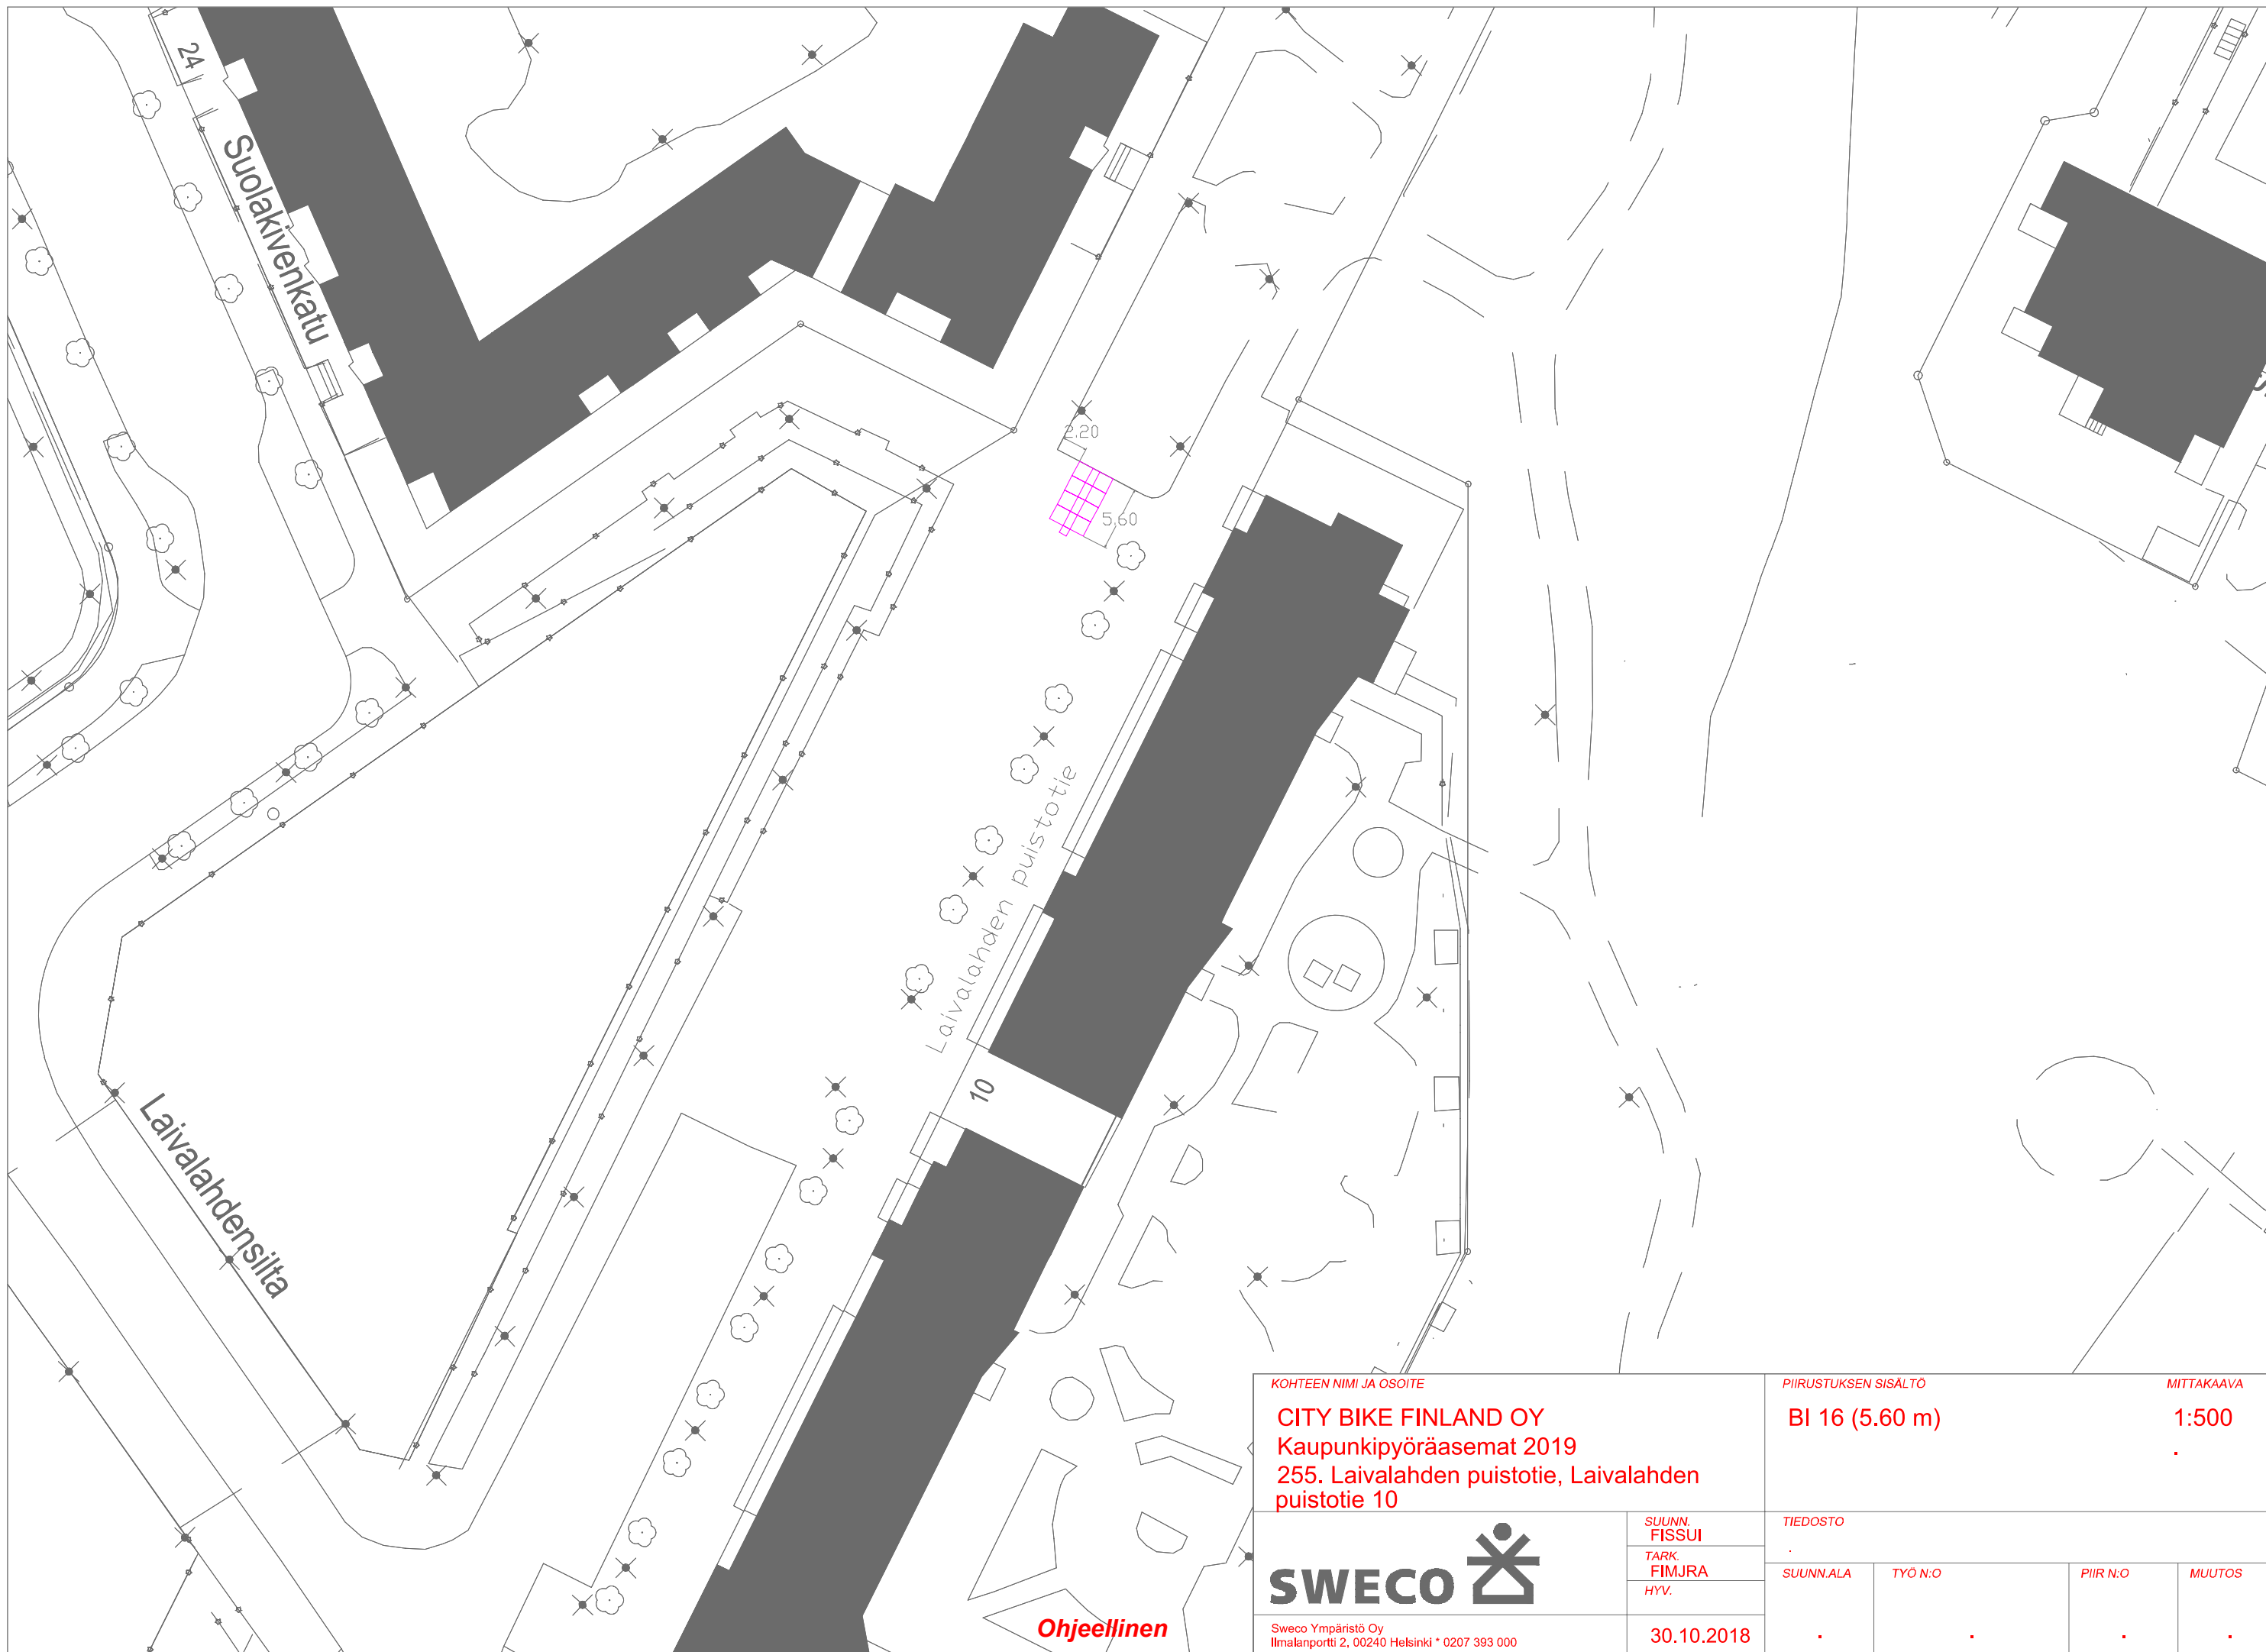 24
Suolakivenkatu
2.20
5.60
Laivalahden puistotie
10
Laivalahdensilta
KOHTEEN NIMI JA OSOITE
CITY BIKE FINLAND OY
Kaupunkipyöräasemat 2019
255. Laivalahden puistotie, Laivalahden
puistotie 10
PIIRUSTUKSEN SISÄLTÖ
BI 16 (5.60 m)
MITTAKAAVA
1:500
.
SWECO
SUUNN.
FISSUI
TARK.
FIMJRA
HYV.
30.10.2018
TIEDOSTO
.
SUUNN.ALA
TYÖ N:O
PIIR N:O
MUUTOS
. . . .
Sweco Ympäristö Oy
Ilmalanportti 2, 00240 Helsinki * 0207 393 000
Ohjeellinen